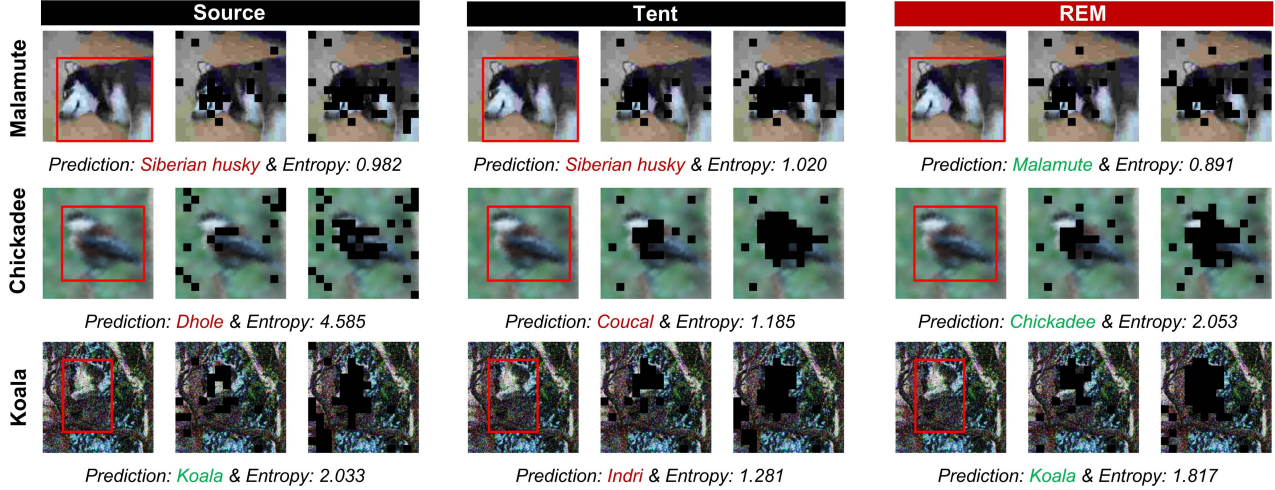 Source Tent REM
Malamute
Prediction: Siberian husky & Entropy: 0.982 Prediction: Siberian husky & Entropy: 1.020 Prediction: Malamute & Entropy: 0.891
Chickadee
Prediction: Dhole & Entropy: 4.585 Prediction: Coucal & Entropy: 1.185 Prediction: Chickadee & Entropy: 2.053
Koala
Prediction: Koala & Entropy: 2.033 Prediction: Indri & Entropy: 1.281 Prediction: Koala & Entropy: 1.817